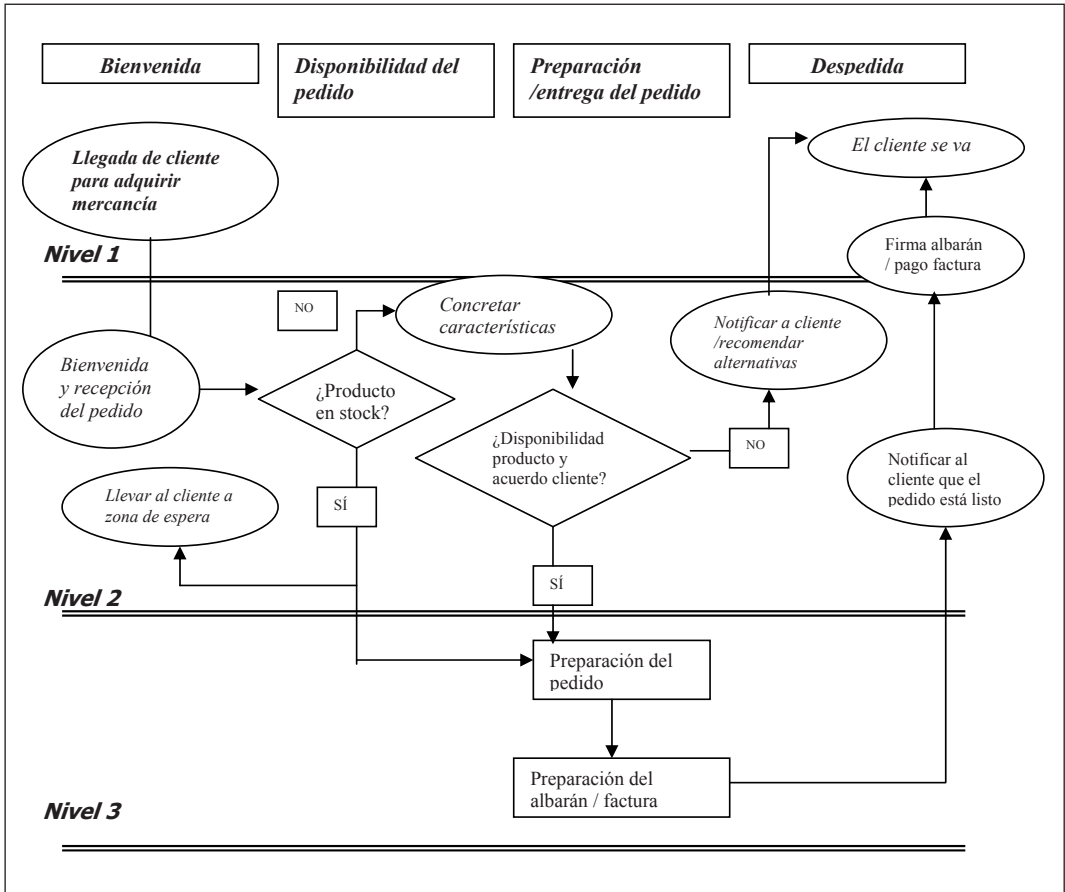 Bienvenida
Disponibilidad del
pedido
Preparación
/entrega del pedido
Despedida
Llegada de cliente
para adquirir
mercancía
El cliente se va
Nivel 1
Firma albarán
/ pago factura
NO
Concretar
características
Notificar a cliente
/recomendar
alternativas
Bienvenida
y recepción
del pedido
¿Producto
en stock?
¿Disponibilidad
producto y
acuerdo cliente?
NO
Notificar al
cliente que el
pedido está listo
Llevar al cliente a
zona de espera
SÍ
SÍ
Nivel 2
Preparación del
pedido
Preparación del
albarán / factura
Nivel 3